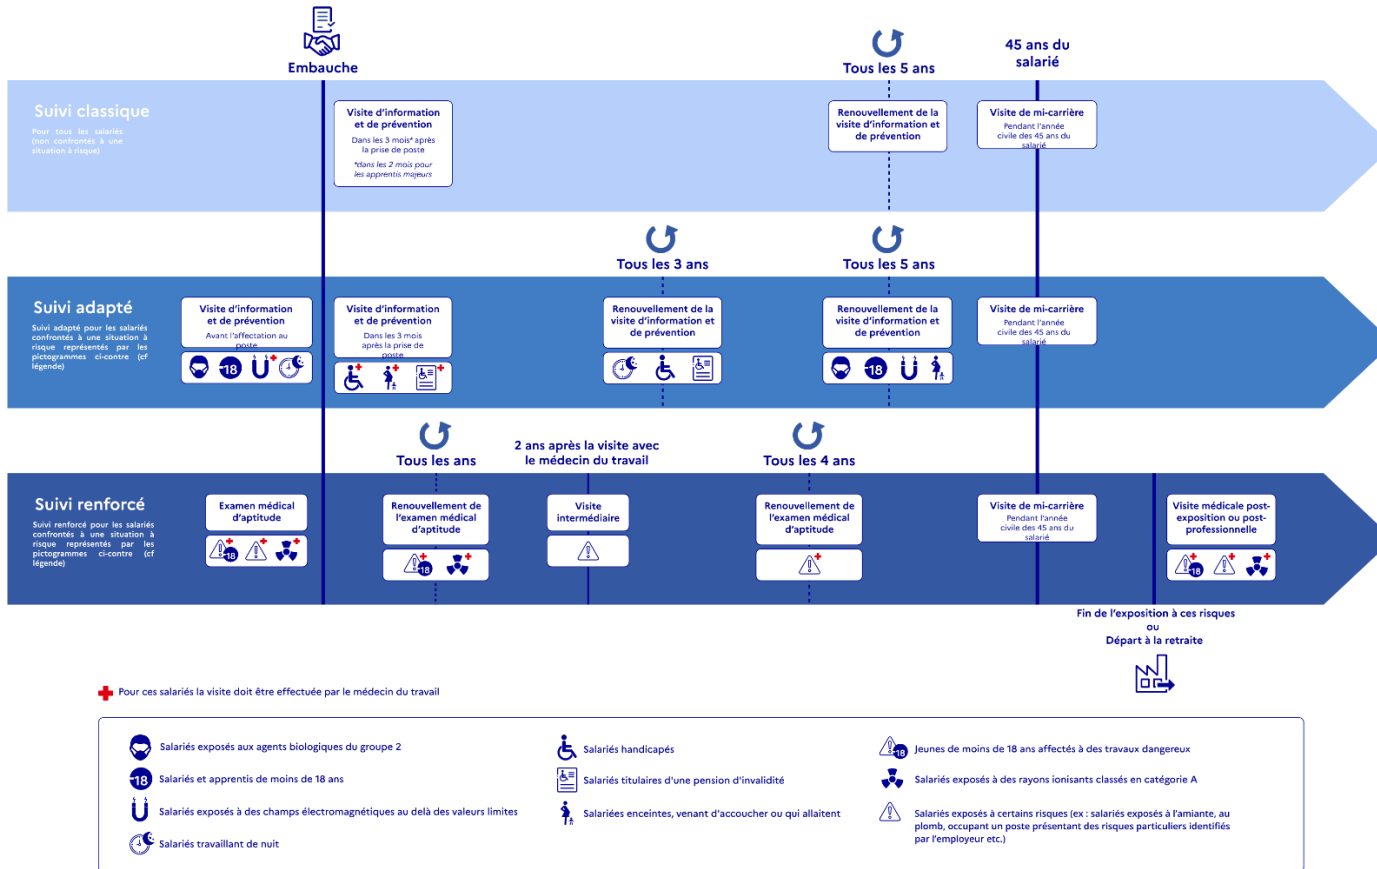 Embauche
Tous les 5 ans
45 ans du
salarié
Suivi classique
Pour tous les salariés
(non confrontés à une
situation à risque)
Visite d'information
et de prévention
Dans les 3 mois* après
la prise de poste
*dans les 2 mois pour
les apprentis majeurs
Renouvellement de la
visite d'information et
de prévention
Visite de mi-carrière
Pendant l'année
civile des 45 ans du
salarié
Tous les 3 ans
Tous les 5 ans
Suivi adapté
Suivi adapté pour les salariés
confrontés à une situation à
risque représentés par les
pictogrammes ci-contre (cf
légende)
Visite d'information
et de prévention
Avant l'affectation au
poste
-18
Visite d'information
et de prévention
Dans les 3 mois
après la prise de
poste
Renouvellement de la
visite d'information et
de prévention
Renouvellement de la
visite d'information et
de prévention
-18
Visite de mi-carrière
Pendant l'année
civile des 45 ans du
salarié
Tous les ans
2 ans après la visite avec
le médecin du travail
Tous les 4 ans
Suivi renforcé
Suivi renforcé pour les salariés
confrontés à une situation à
risque représentés par les
pictogrammes ci-contre (cf
légende)
Examen médical
d'aptitude
-18
Renouvellement de
l'examen médical
d'aptitude
-18
Visite
intermédiaire
Renouvellement de
l'examen médical
d'aptitude
Visite de mi-carrière
Pendant l'année
civile des 45 ans du
salarié
Visite médicale post-
exposition ou post-
professionnelle
-18
Fin de l'exposition à ces risques
ou
Départ à la retraite
Pour ces salariés la visite doit être effectuée par le médecin du travail
Salariés exposés aux agents biologiques du groupe 2
-18 Salariés et apprentis de moins de 18 ans
Salariés exposés à des champs électromagnétiques au delà des valeurs limites
Salariés travaillant de nuit
Salariés handicapés
Salariés titulaires d'une pension d'invalidité
Salariées enceintes, venant d'accoucher ou qui allaitent
-18 Jeunes de moins de 18 ans affectés à des travaux dangereux
Salariés exposés à des rayons ionisants classés en catégorie A
Salariés exposés à certains risques (ex : salariés exposés à l'amiante, au
plomb, occupant un poste présentant des risques particuliers identifiés
par l'employeur etc.)